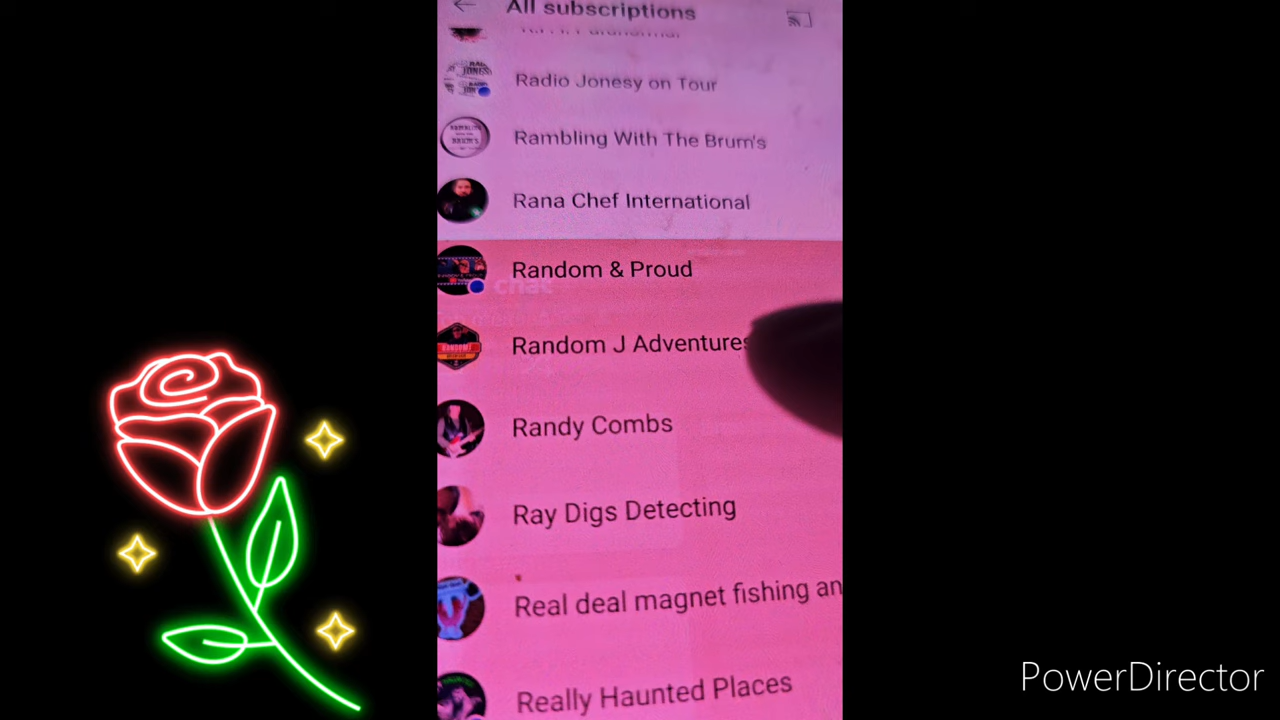 All subscriptions
Radio Jonesy on Tour
Rambling With The Brum's
Rana Chef International
Random & Proud
chat
Random J Adventures
Randy Combs
Ray Digs Detecting
Real deal magnet fishing an
Really Haunted Places
PowerDirector